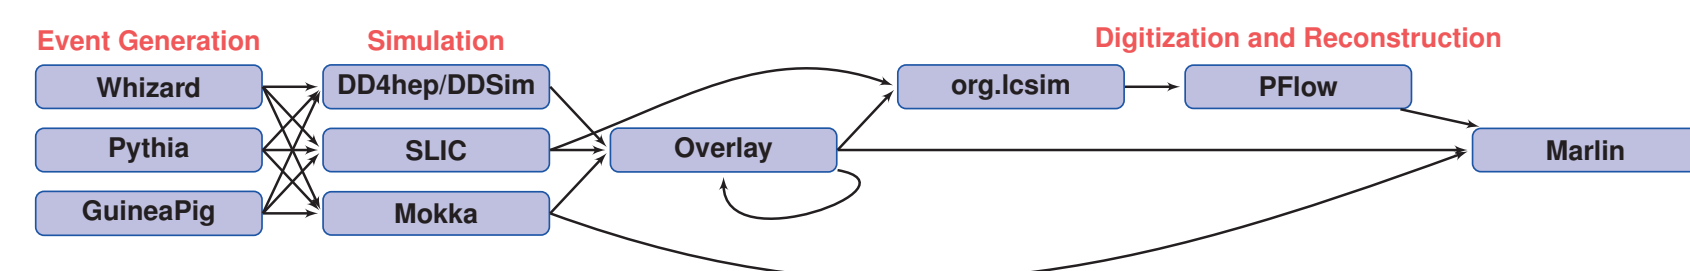 Event Generation
Simulation
Digitization and Reconstruction
Whizard
DD4hep/DDSim
org.lcsim
PFlow
Pythia
SLIC
Overlay
Marlin
GuineaPig
Mokka